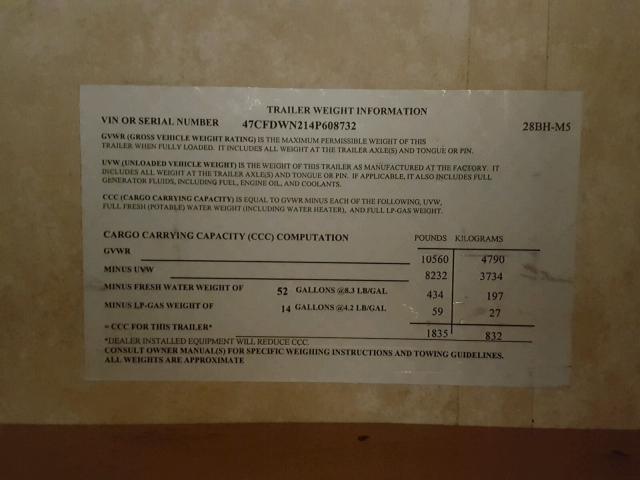 TRAILER WEIGHT INFORMATION
VIN OR SERIAL NUMBER 47CFDWN214P608732 28BH-M5
GVWR (GROSS VEHICLE WEIGHT RATING) IS THE MAXIMUM PERMISSIBLE WEIGHT OF THIS
TRAILER WHEN FULLY LOADED. IT INCLUDES ALL WEIGHT AT THE TRAILER AXLE(S) AND TONGUE OR PIN.
UVW (UNLOADED VEHICLE WEIGHT) IS THE WEIGHT OF THIS TRAILER AS MANUFACTURED AT THE FACTORY. IT
INCLUDES ALL WEIGHT AT THE TRAILER AXLE(S) AND TONGUE OR PIN. IF APPLICABLE, IT ALSO INCLUDES FULL
GENERATOR FLUIDS, INCLUDING FUEL, ENGINE OIL, AND COOLANTS.
CCC (CARGO CARRYING CAPACITY) IS EQUAL TO GVWR MINUS EACH OF THE FOLLOWING, UVW,
FULL FRESH (POTABLE) WATER WEIGHT (INCLUDING WATER HEATER), AND FULL LP-GAS WEIGHT.
CARGO CARRYING CAPACITY (CCC) COMPUTATION POUNDS KILOGRAMS
GVWR 10560 4790
MINUS UVW 8232 3734
MINUS FRESH WATER WEIGHT OF 52 GALLONS @8.3 LB/GAL 434 197
MINUS LP-GAS WEIGHT OF 14 GALLONS @4.2 LB/GAL 59 27
= CCC FOR THIS TRAILER* 1835 832
*DEALER INSTALLED EQUIPMENT WILL REDUCE CCC.
CONSULT OWNER MANUAL(S) FOR SPECIFIC WEIGHING INSTRUCTIONS AND TOWING GUIDELINES.
ALL WEIGHTS ARE APPROXIMATE